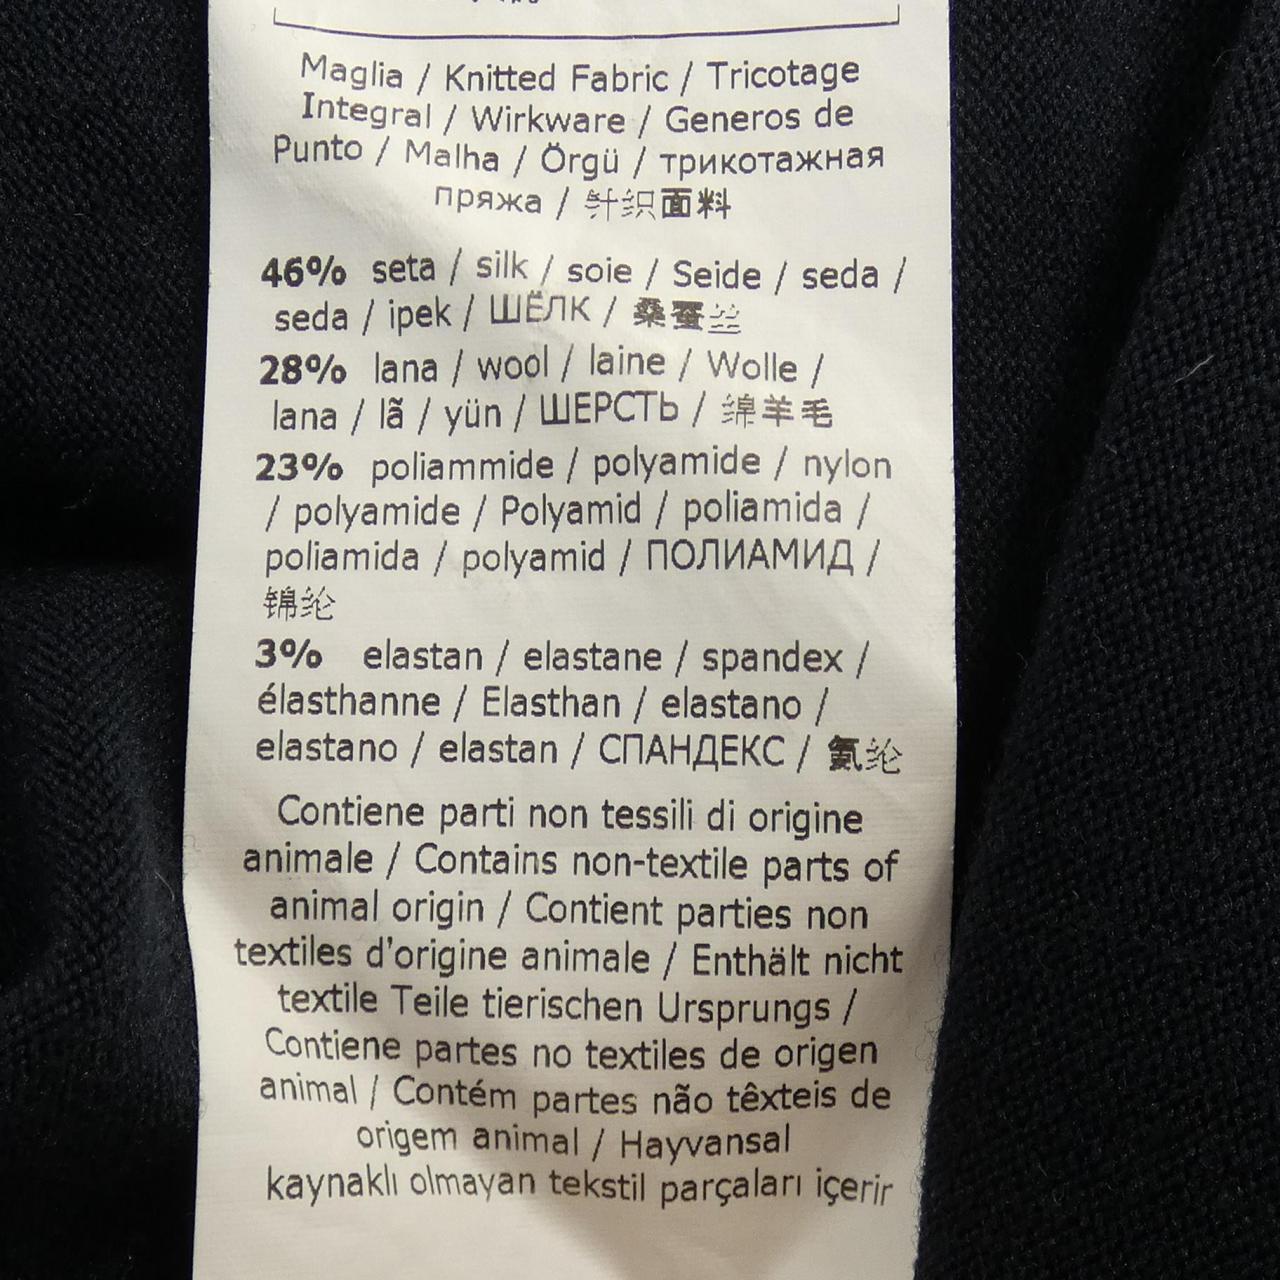 Maglia / Knitted Fabric / Tricotage
Integral / Wirkware / Generos de
Punto / Malha / Örgü / трикотажная
пряжа / 针织面料
46% seta / silk / soie / Seide / seda /
seda / ipek / ШЁЛК / 桑蚕丝
28% lana / wool / laine / Wolle /
lana / lã / yün / ШЕРСТЬ / 绵羊毛
23% poliammide / polyamide / nylon
/ polyamide / Polyamid / poliamida /
poliamida / polyamid / ПОЛИАМИД /
锦纶
3% elastan / elastane / spandex /
élasthanne / Elasthan / elastano /
elastano / elastan / СПАНДЕКС / 氨纶
Contiene parti non tessili di origine
animale / Contains non-textile parts of
animal origin / Contient parties non
textiles d'origine animale / Enthält nicht
textile Teile tierischen Ursprungs /
Contiene partes no textiles de origen
animal / Contém partes não têxteis de
origem animal / Hayvansal
kaynaklı olmayan tekstil parçaları içerir